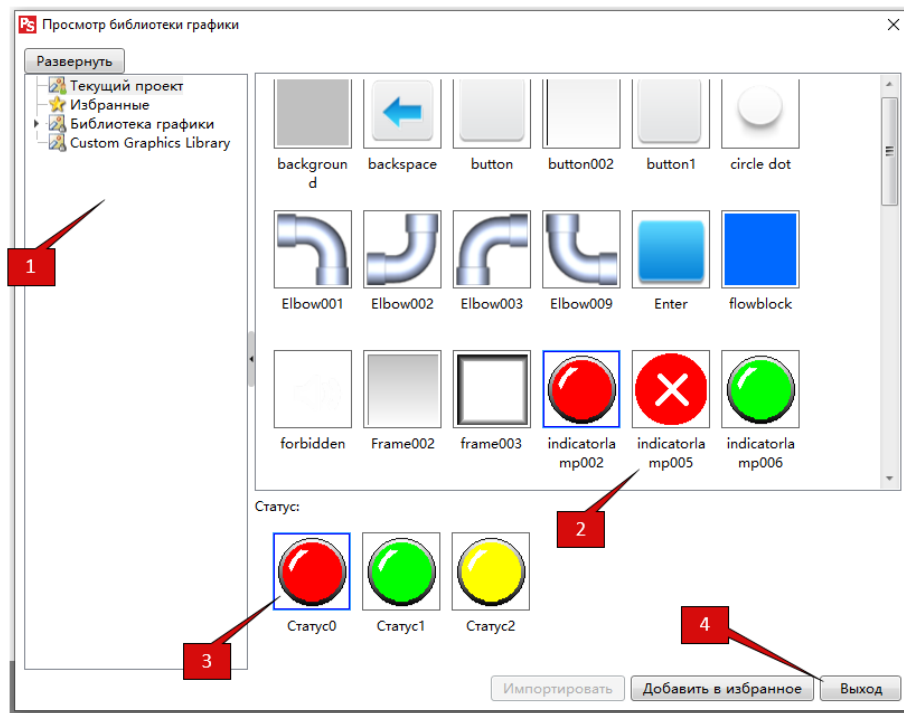 PS Просмотр библиотеки графики
Развернуть
Текущий проект
Избранные
Библиотека графики
Custom Graphics Library
1
backgroun
d
backspace
button
button002
button1
circle dot
Elbow001
Elbow002
Elbow003
Elbow009
Enter
flowblock
forbidden
Frame002
frame003
indicatorla
mp002
indicatorla
mp005
indicatorla
mp006
2
Статус:
Статус0
Статус1
Статус2
3
4
Импортировать
Добавить в избранное
Выход